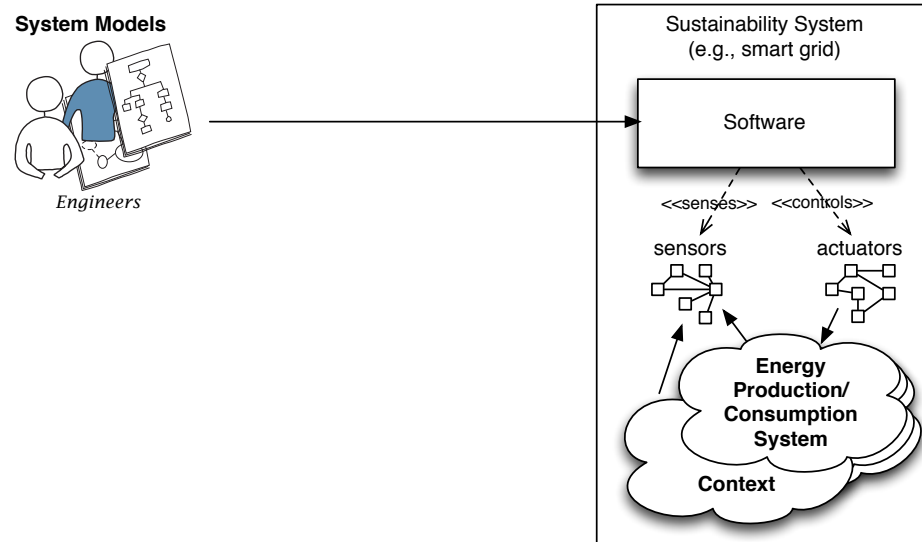 System Models
Engineers
Sustainability System
(e.g., smart grid)
Software
<<senses>>
<<controls>>
sensors
actuators
Energy
Production/
Consumption
System
Context